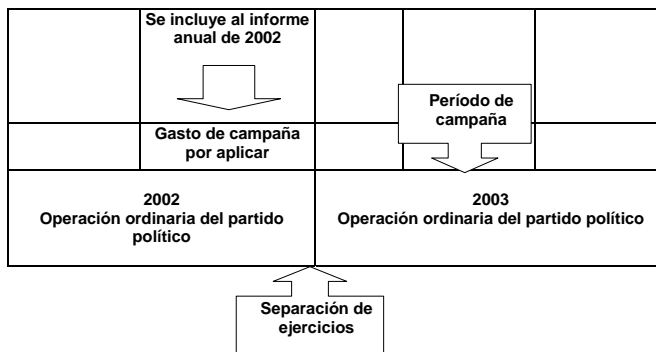 Se incluye al informe
anual de 2002
Período de
campaña
Gasto de campaña
por aplicar
2002
Operación ordinaria del partido
político
2003
Operación ordinaria del partido político
Separación de
ejercicios